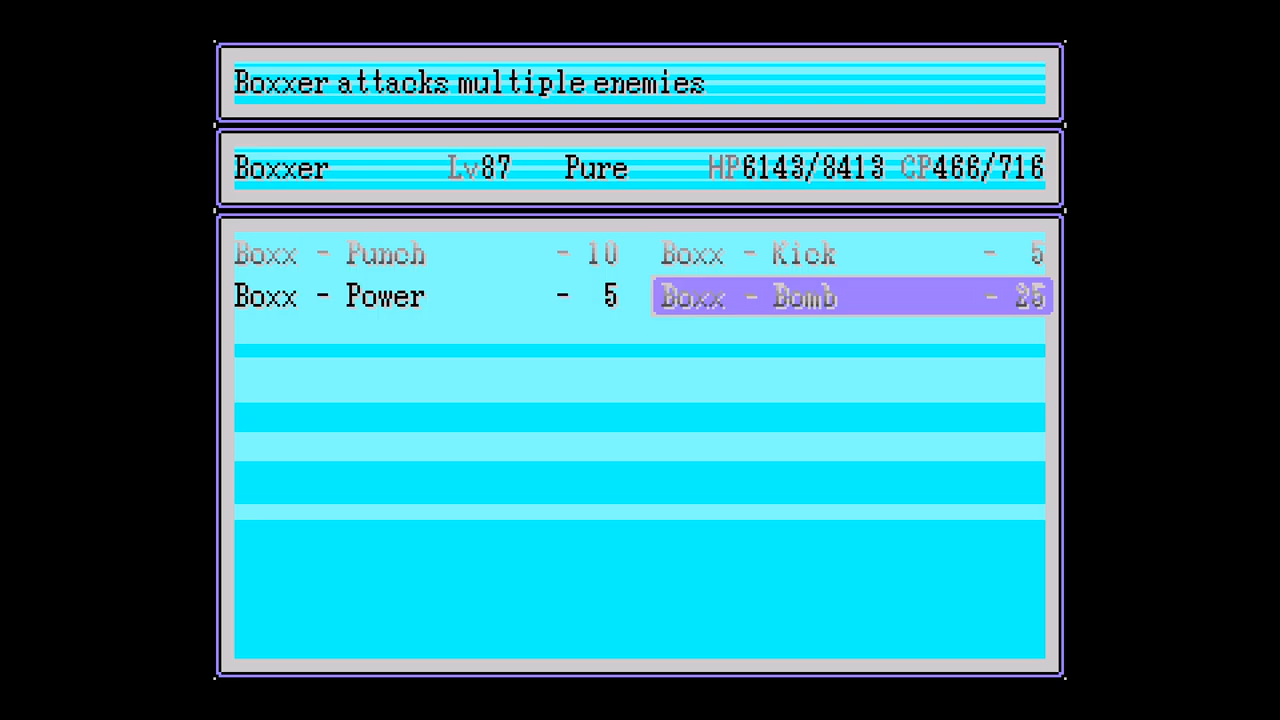 Boxxer attacks multiple enemies
Boxxer Lv87 Pure HP6143/8413 CP466/716
Boxx - Punch - 10 Boxx - Kick - 5
Boxx - Power - 5 Boxx - Bomb - 25